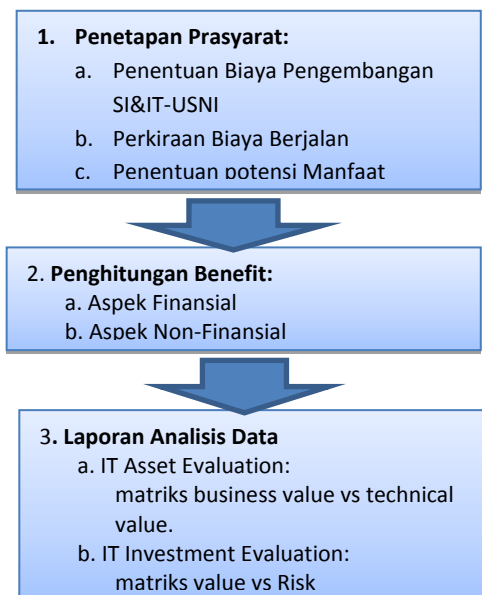 1. Penetapan Prasyarat:
a. Penentuan Biaya Pengembangan
SI&IT-USNI
b. Perkiraan Biaya Berjalan
c. Penentuan potensi Manfaat
2. Penghitungan Benefit:
a. Aspek Finansial
b. Aspek Non-Finansial
3. Laporan Analisis Data
a. IT Asset Evaluation:
matriks business value vs technical
value.
b. IT Investment Evaluation:
matriks value vs Risk